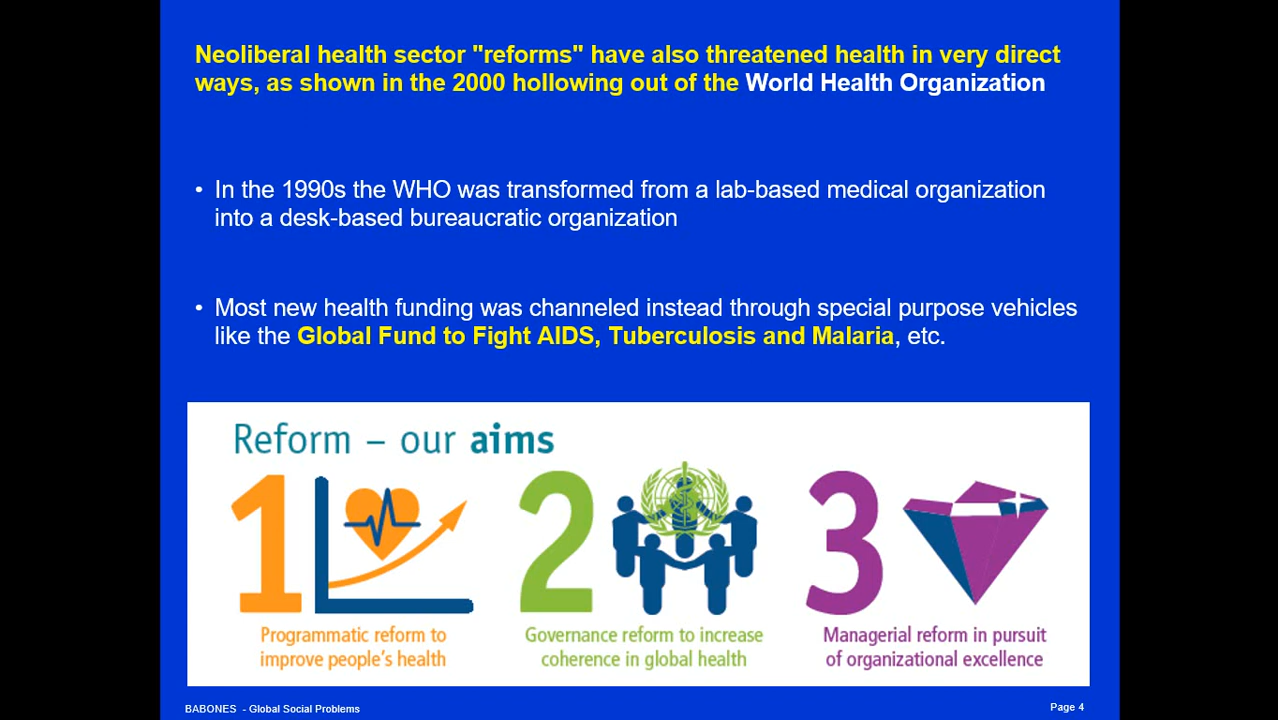 Neoliberal health sector "reforms" have also threatened health in very direct
ways, as shown in the 2000 hollowing out of the World Health Organization
• In the 1990s the WHO was transformed from a lab-based medical organization
into a desk-based bureaucratic organization
• Most new health funding was channeled instead through special purpose vehicles
like the Global Fund to Fight AIDS, Tuberculosis and Malaria, etc.
Reform – our aims
1
Programmatic reform to
improve people's health
2
Governance reform to increase
coherence in global health
3
Managerial reform in pursuit
of organizational excellence
BABONES - Global Social Problems
Page 4